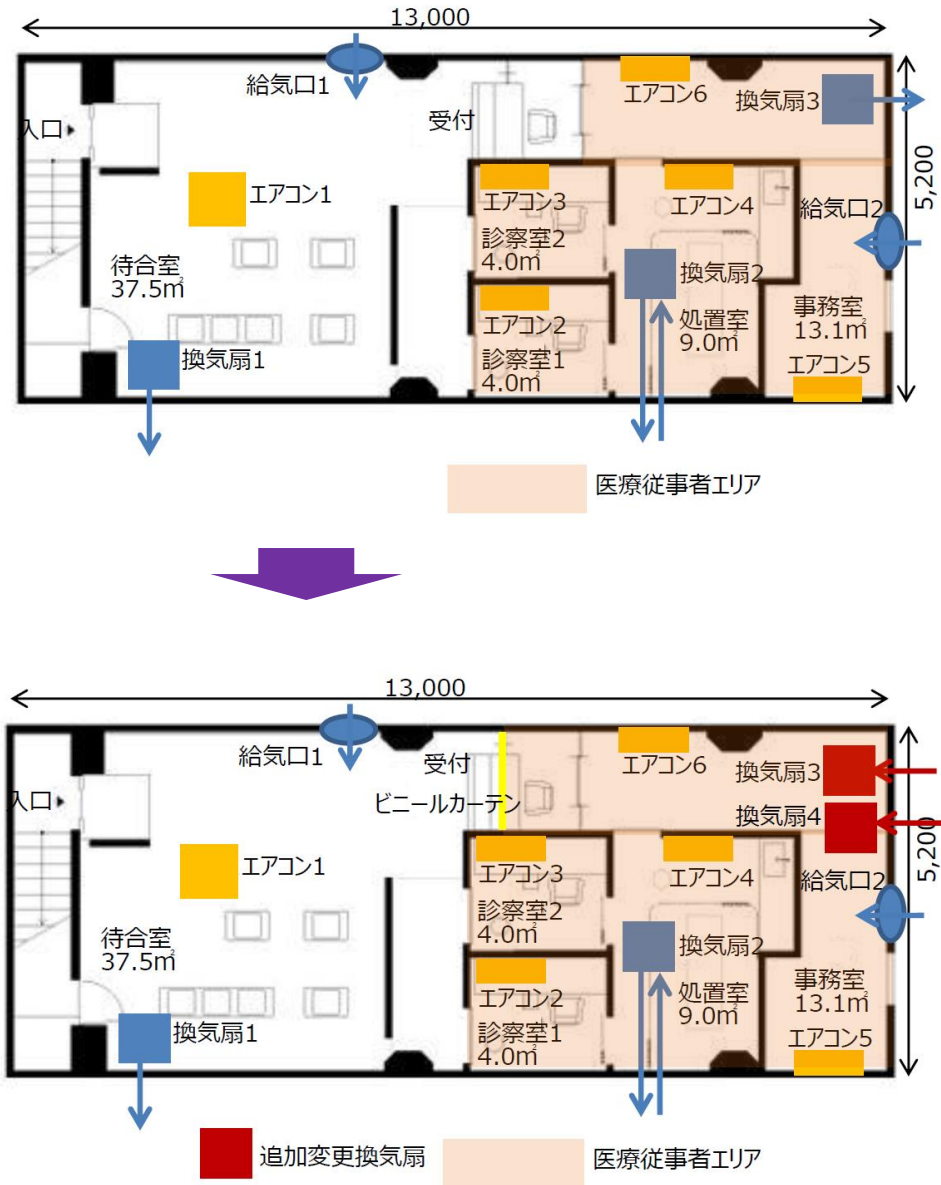 13,000
給気口1
エアコン6
換気扇3
受付
入口
5,200
エアコン1
エアコン3
エアコン4
給気口2
診察室2
4.0㎡
待合室
37.5㎡
換気扇2
エアコン2
処置室
9.0㎡
事務室
13.1㎡
診察室1
4.0㎡
換気扇1
エアコン5
医療従事者エリア
13,000
給気口1
受付
エアコン6
換気扇3
入口
ビニールカーテン
換気扇4
5,200
エアコン1
エアコン3
エアコン4
給気口2
診察室2
4.0㎡
待合室
37.5㎡
換気扇2
エアコン2
処置室
9.0㎡
事務室
13.1㎡
換気扇1
診察室1
4.0㎡
エアコン5
追加変更換気扇
医療従事者エリア